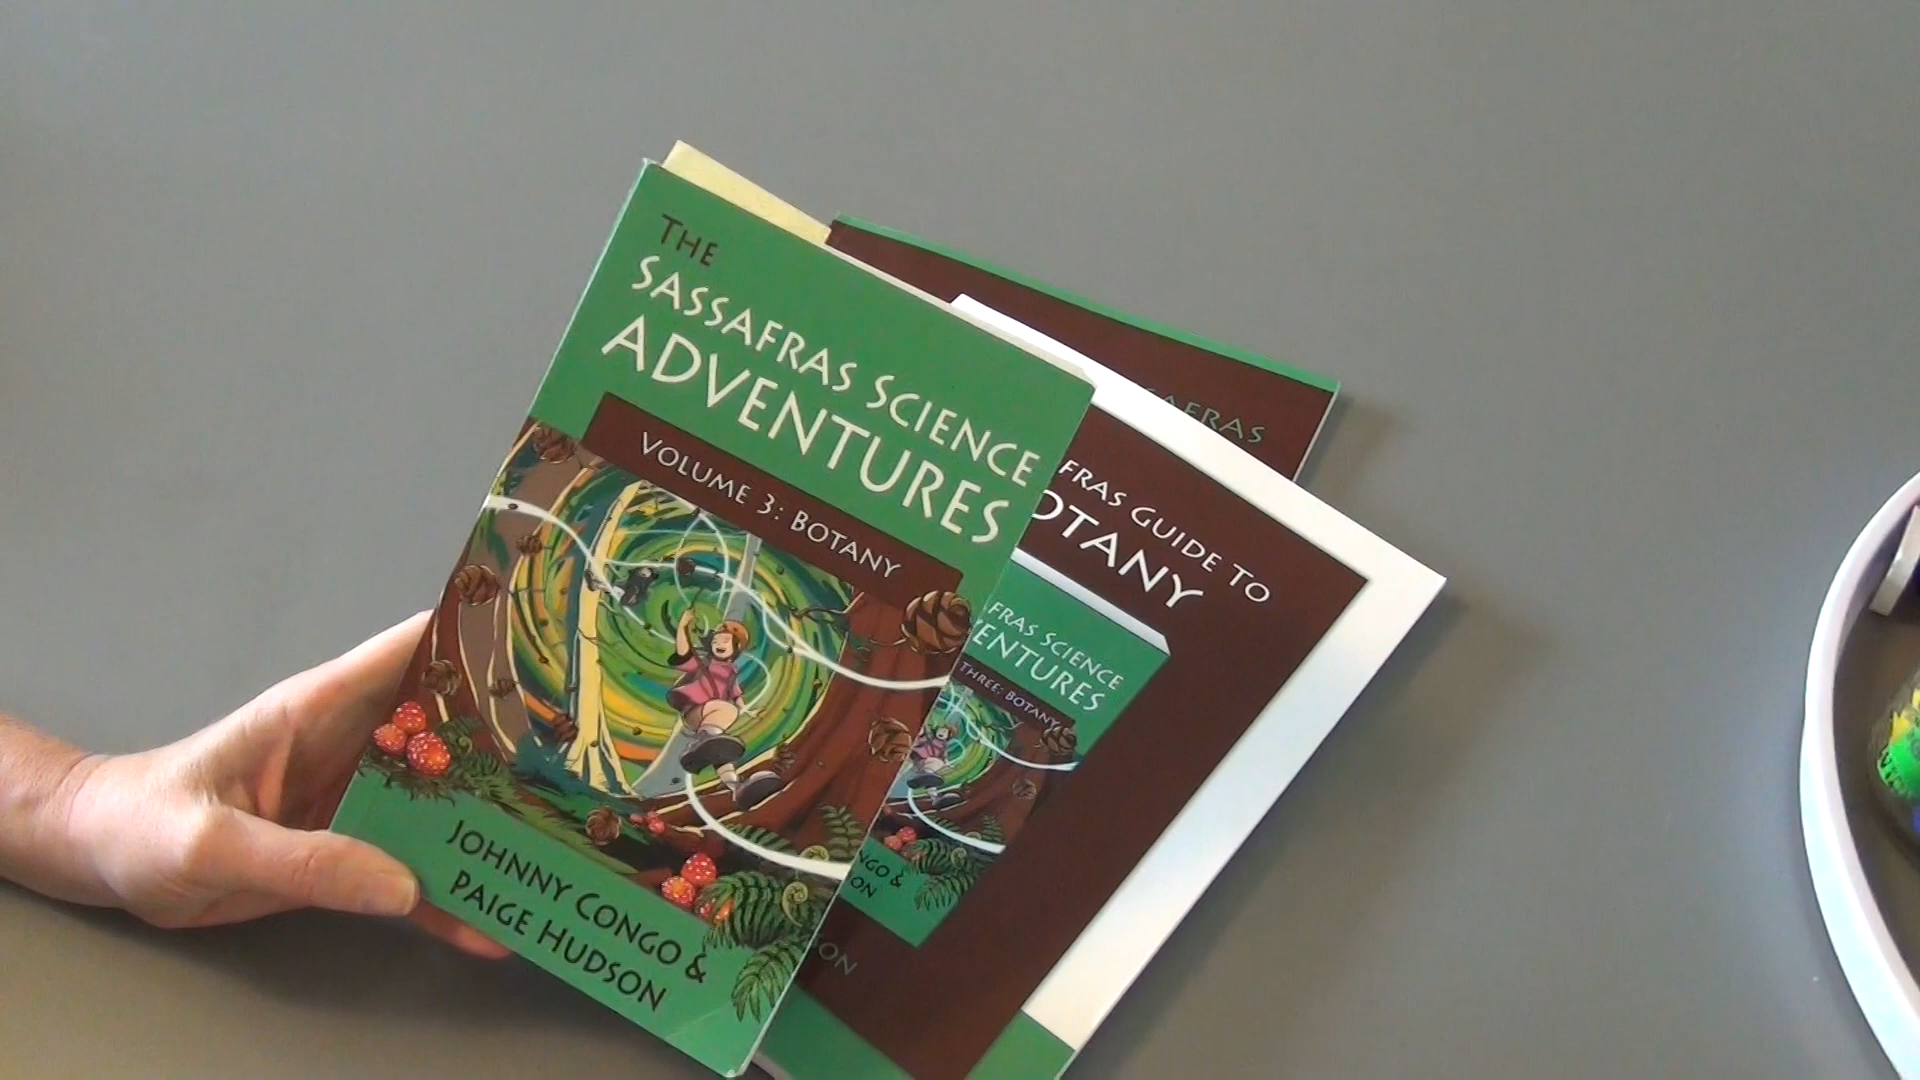 THE
SASSAFRAS SCIENCE
ADVENTURES
VOLUME 3: BOTANY
JOHNNY CONGO &
PAIGE HUDSON
AFRAS
FRAS GUIDE TO
OTANY
FRAS SCIENCE
ENTURES
THREE: BOTANY
NGO &
ON
SON